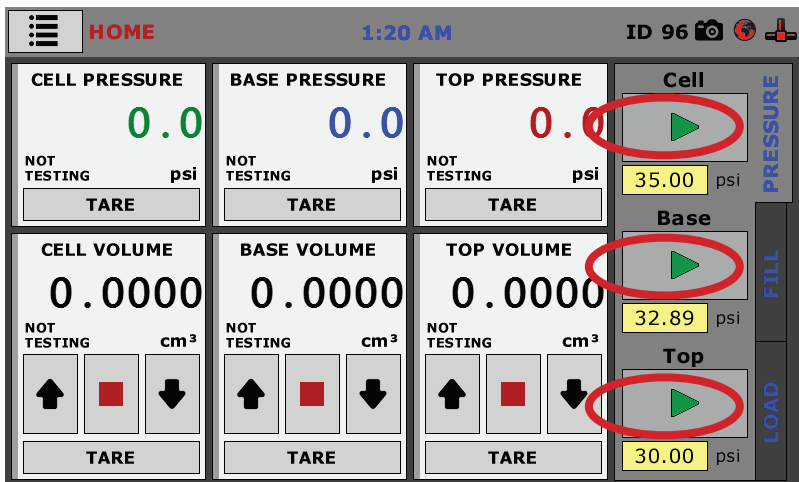 HOME
1:20 AM
ID 96
CELL PRESSURE
0.0
NOT
TESTING
psi
TARE
BASE PRESSURE
0.0
NOT
TESTING
psi
TARE
TOP PRESSURE
0.0
NOT
TESTING
psi
TARE
CELL VOLUME
0.0000
NOT
TESTING
cm³
TARE
BASE VOLUME
0.0000
NOT
TESTING
cm³
TARE
TOP VOLUME
0.0000
NOT
TESTING
cm³
TARE
Cell
35.00 psi
Base
32.89 psi
Top
30.00 psi
PRESSURE
FILL
LOAD